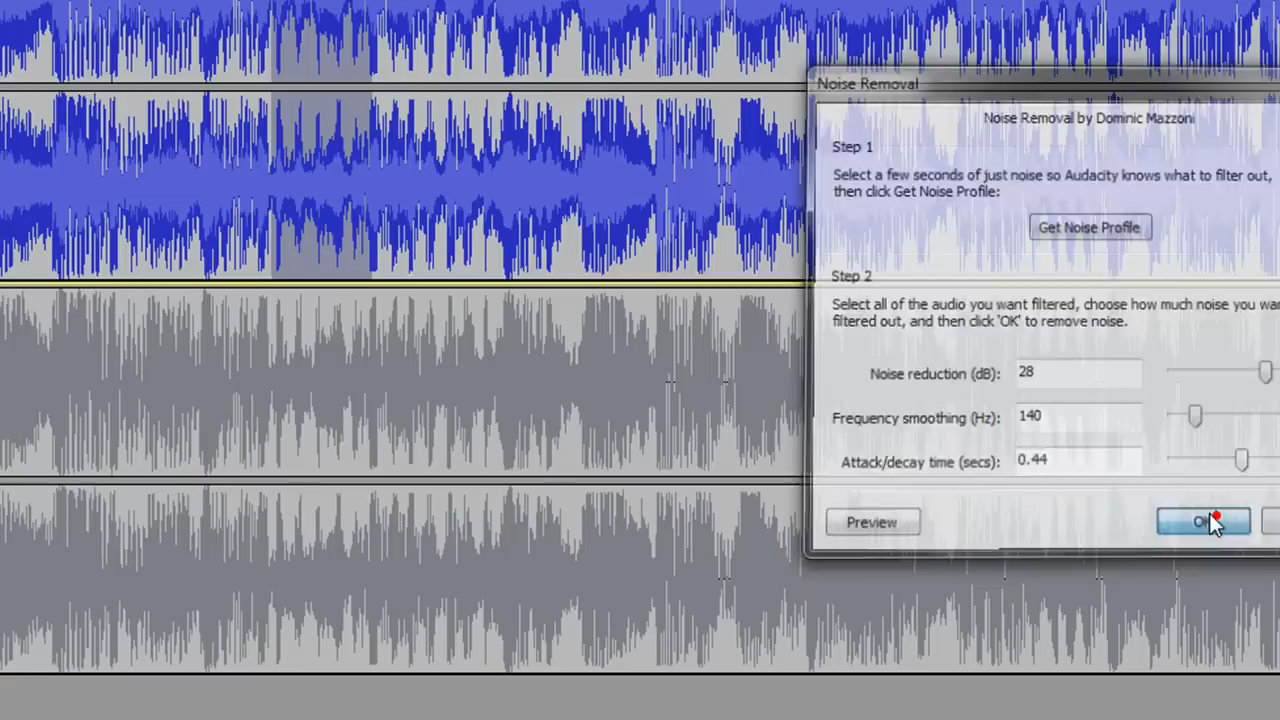 Noise Removal
Noise Removal by Dominic Mazzoni
Step 1
Select a few seconds of just noise so Audacity knows what to filter out,
then click Get Noise Profile:
Get Noise Profile
Step 2
Select all of the audio you want filtered, choose how much noise you wa
filtered out, and then click 'OK' to remove noise.
Noise reduction (dB): 28
Frequency smoothing (Hz): 140
Attack/decay time (secs): 0.44
Preview OK